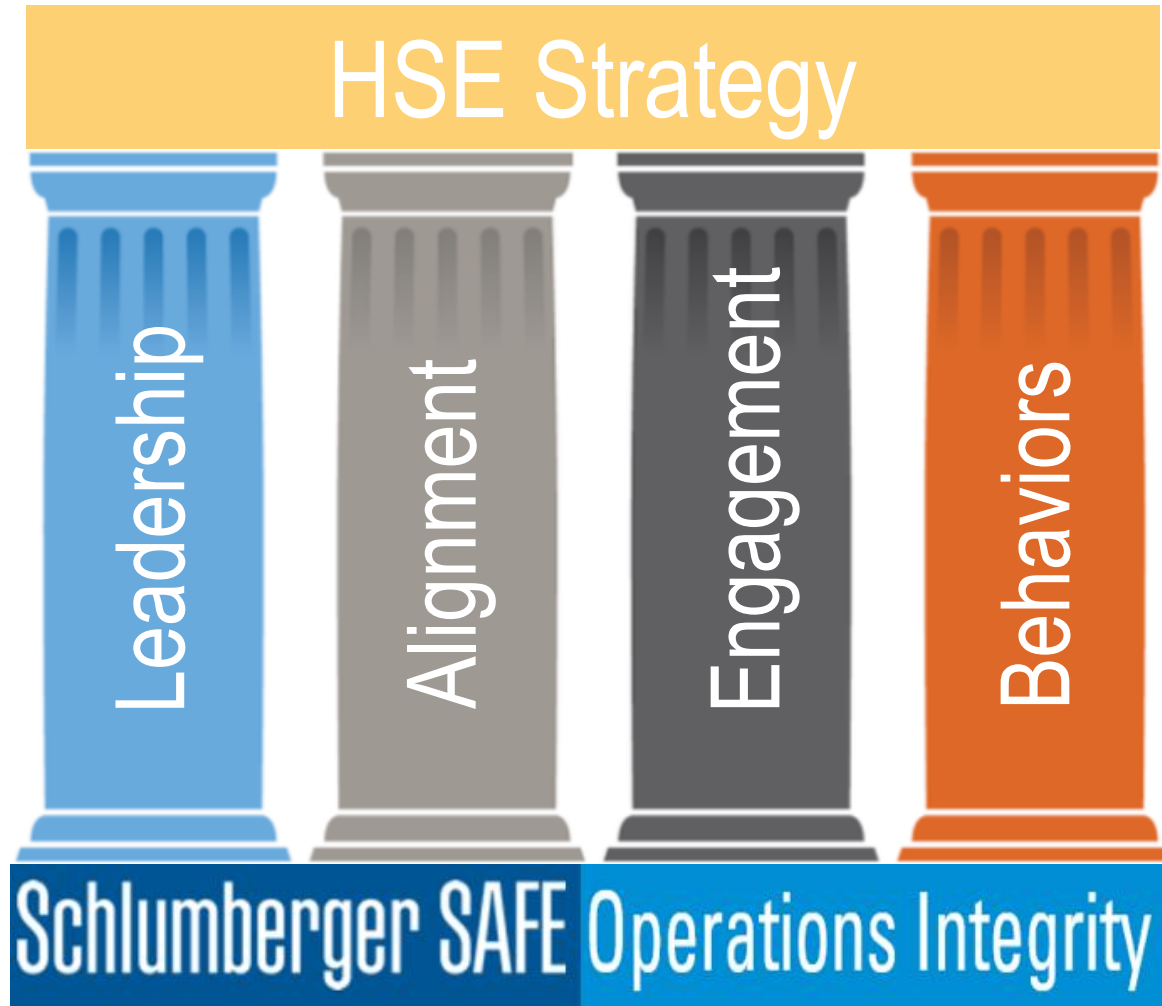 HSE Strategy
Leadership
Alignment
Engagement
Behaviors
Schlumberger SAFE
Operations Integrity